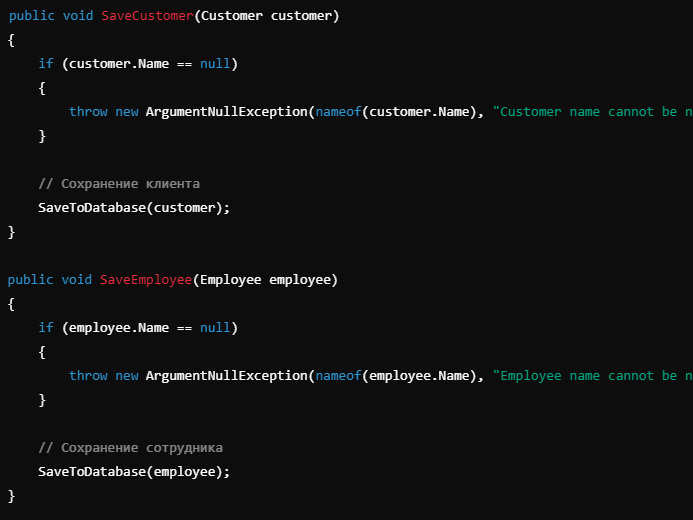 public void SaveCustomer(Customer customer)
{
    if (customer.Name == null)
    {
        throw new ArgumentNullException(nameof(customer.Name), "Customer name cannot be n
    }

    // Сохранение клиента
    SaveToDatabase(customer);
}

public void SaveEmployee(Employee employee)
{
    if (employee.Name == null)
    {
        throw new ArgumentNullException(nameof(employee.Name), "Employee name cannot be n
    }

    // Сохранение сотрудника
    SaveToDatabase(employee);
}